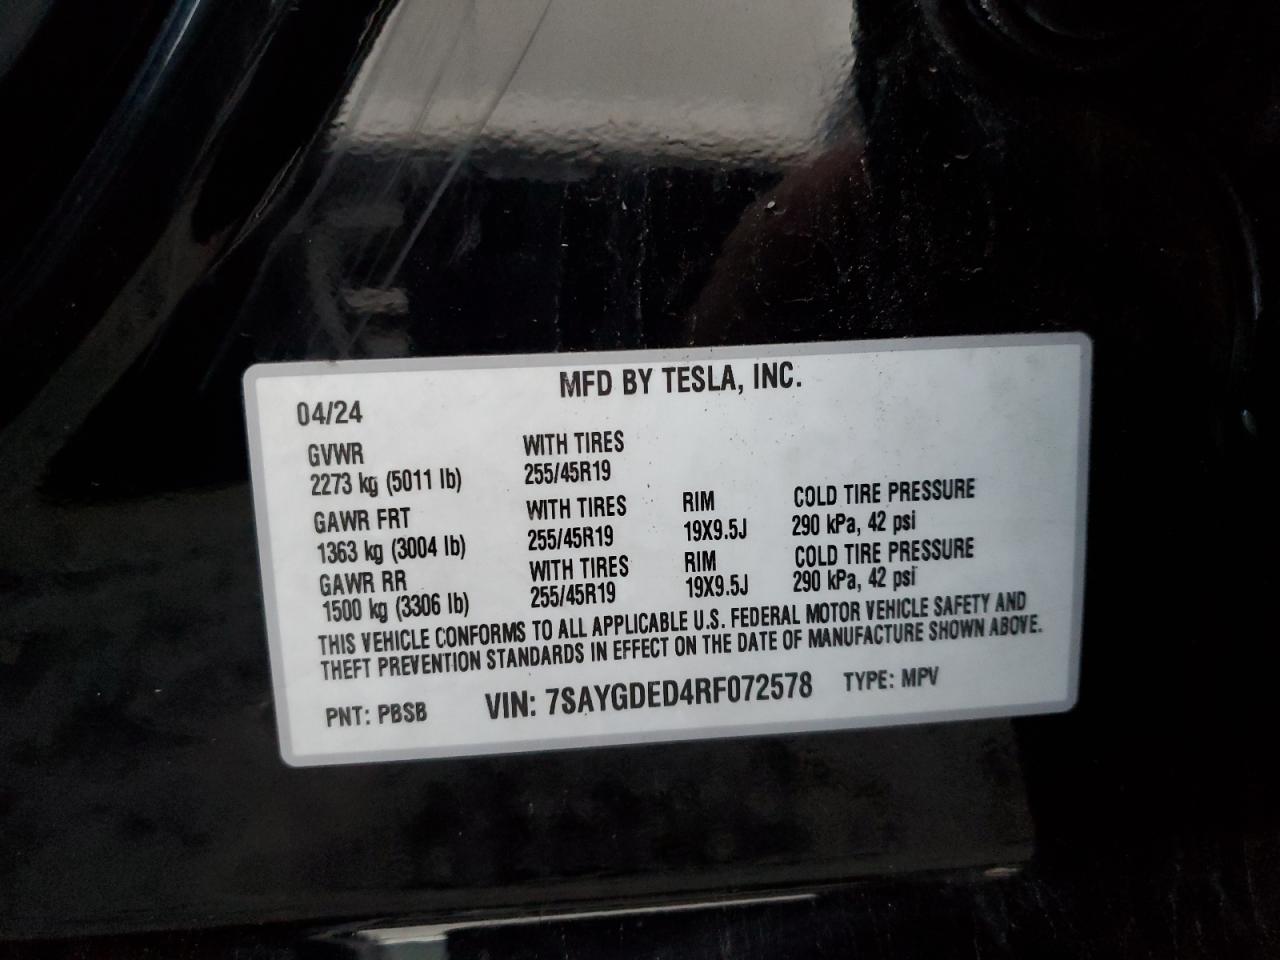 MFD BY TESLA, INC.
04/24
GVWR WITH TIRES
2273 kg (5011 lb) 255/45R19
GAWR FRT WITH TIRES RIM COLD TIRE PRESSURE
1363 kg (3004 lb) 255/45R19 19X9.5J 290 kPa, 42 psi
GAWR RR WITH TIRES RIM COLD TIRE PRESSURE
1500 kg (3306 lb) 255/45R19 19X9.5J 290 kPa, 42 psi
THIS VEHICLE CONFORMS TO ALL APPLICABLE U.S. FEDERAL MOTOR VEHICLE SAFETY AND
THEFT PREVENTION STANDARDS IN EFFECT ON THE DATE OF MANUFACTURE SHOWN ABOVE.
PNT: PBSB VIN: 7SAYGDED4RF072578 TYPE: MPV